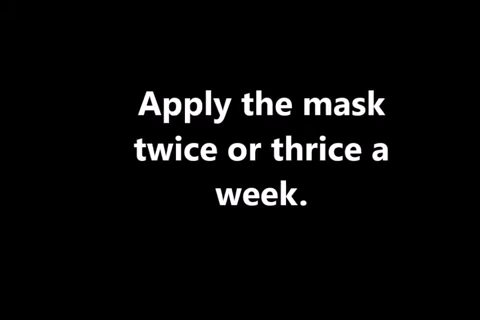 Apply the mask
twice or thrice a
week.